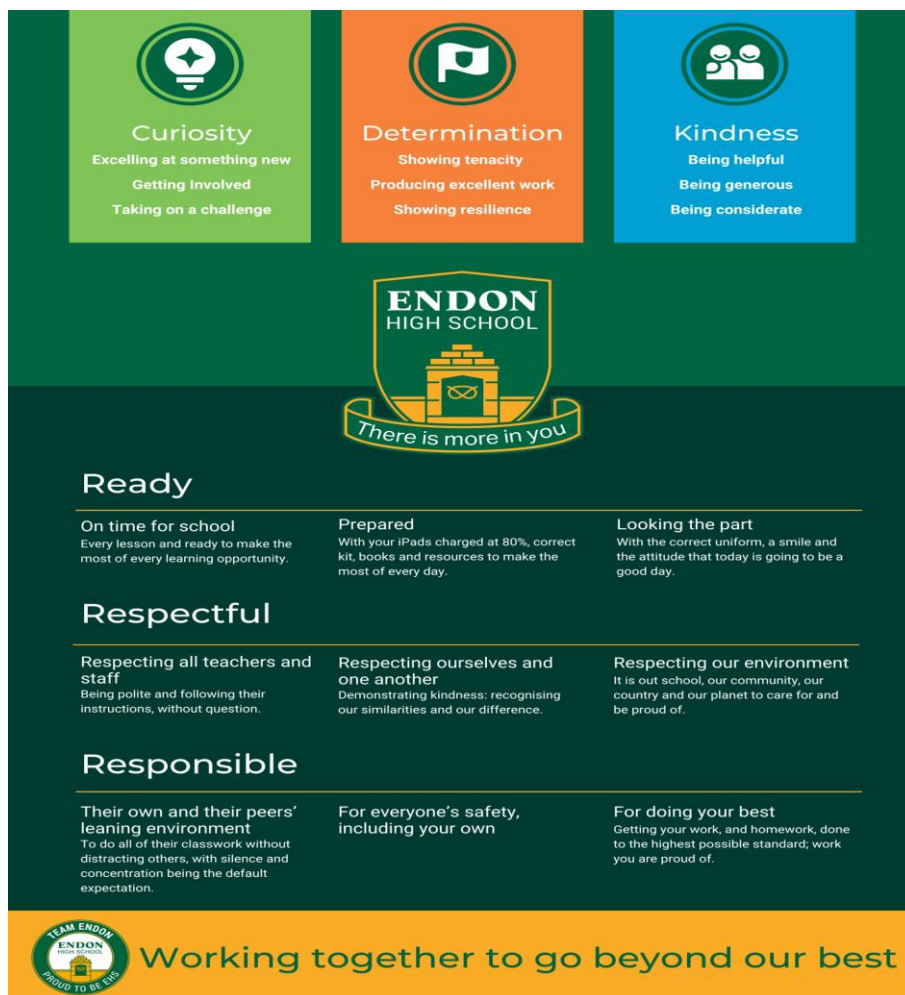 Curiosity
Excelling at something new
Getting Involved
Taking on a challenge
Determination
Showing tenacity
Producing excellent work
Showing resilience
Kindness
Being helpful
Being generous
Being considerate
ENDON
HIGH SCHOOL
There is more in you
Ready
On time for school
Every lesson and ready to make the
most of every learning opportunity.
Prepared
With your iPads charged at 80%, correct
kit, books and resources to make the
most of every day.
Looking the part
With the correct uniform, a smile and
the attitude that today is going to be a
good day.
Respectful
Respecting all teachers and
staff
Being polite and following their
instructions, without question.
Respecting ourselves and
one another
Demonstrating kindness: recognising
our similarities and our difference.
Respecting our environment
It is out school, our community, our
country and our planet to care for and
be proud of.
Responsible
Their own and their peers’
leaning environment
To do all of their classwork without
distracting others, with silence and
concentration being the default
expectation.
For everyone’s safety,
including your own
For doing your best
Getting your work, and homework, done
to the highest possible standard; work
you are proud of.
TEAM ENDON
ENDON
HIGH SCHOOL
PROUD TO BE EHS
Working together to go beyond our best